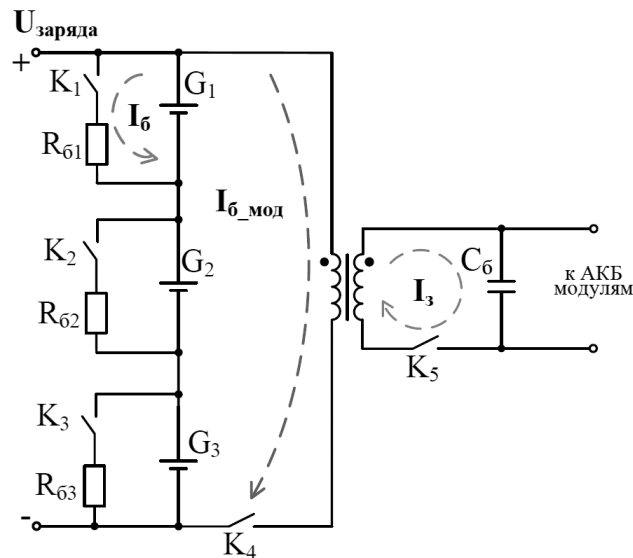 Uзаряда
+
K1
G1
Iб
Rб1
Iб_мод
K2
G2
Cб
к АКБ
модулям
Iз
Rб2
K5
K3
G3
Rб3
-
K4